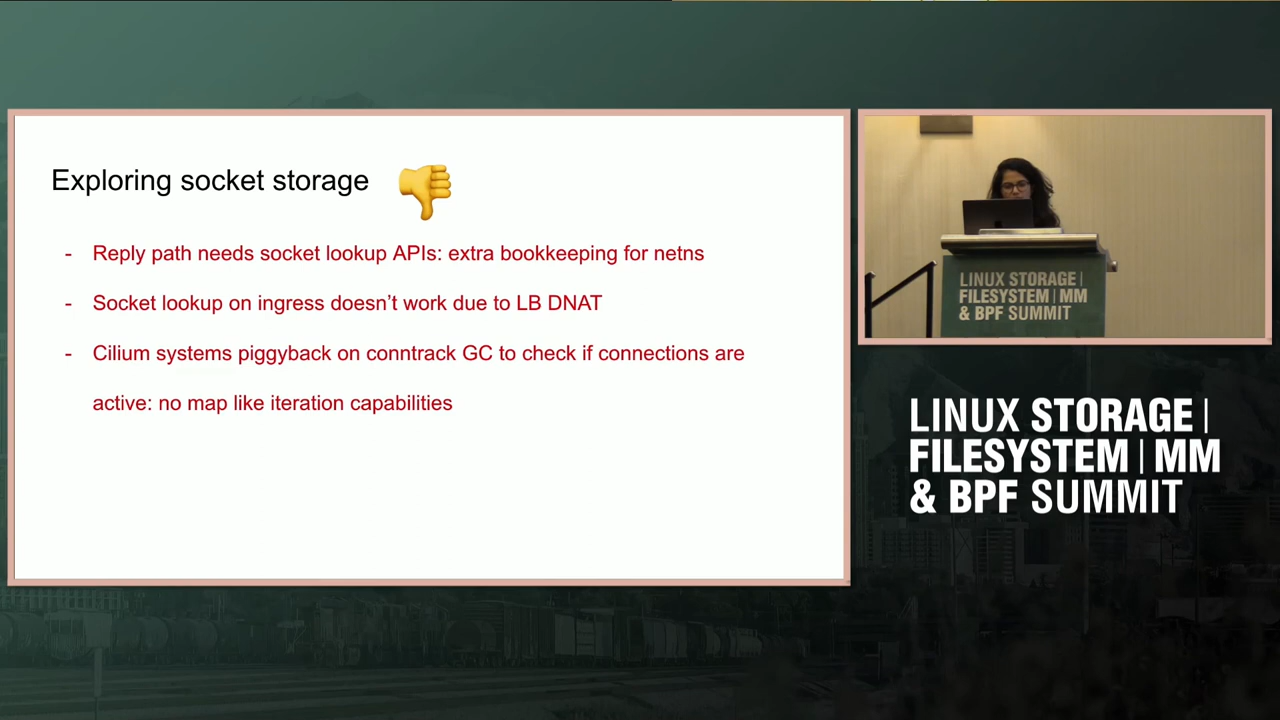 Exploring socket storage
- Reply path needs socket lookup APIs: extra bookkeeping for netns
- Socket lookup on ingress doesn’t work due to LB DNAT
- Cilium systems piggyback on conntrack GC to check if connections are
active: no map like iteration capabilities
LINUX STORAGE |
FILESYSTEM | MM
& BPF SUMMIT
LINUX STORAGE |
FILESYSTEM | MM
& BPF SUMMIT